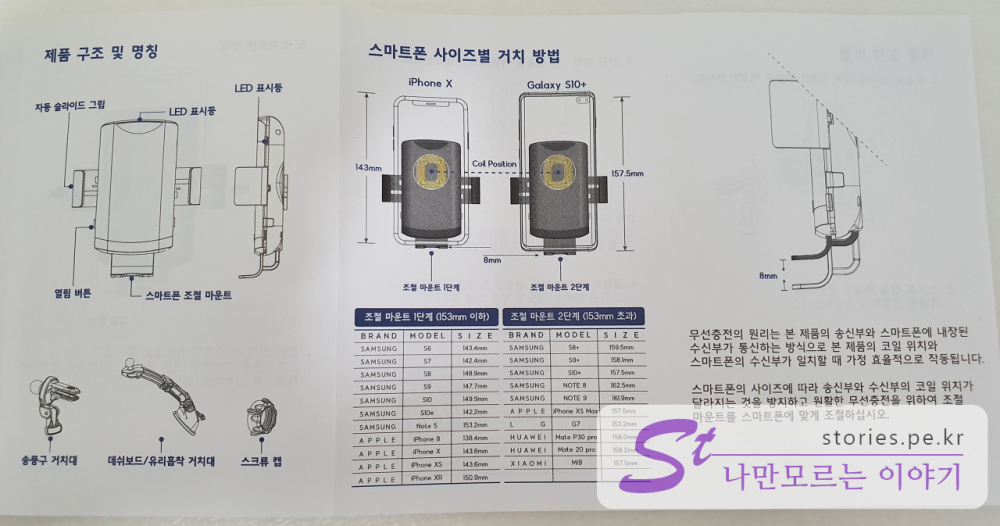 제품 구조 및 명칭
자동 슬라이드 그립
LED 표시등
LED 표시등
열림 버튼
스마트폰 조절 마운트
송풍구 거치대
데쉬보드/유리흡착 거치대
스크류 캡
스마트폰 사이즈별 거치 방법
iPhone X
Galaxy S10+
143mm
Coil Position
157.5mm
8mm
조절 마운트 1단계
조절 마운트 2단계
조절 마운트 1단계 (153mm 이하)
BRAND MODEL SIZE
SAMSUNG S6 143.4mm
SAMSUNG S7 142.4mm
SAMSUNG S8 148.9mm
SAMSUNG S9 147.7mm
SAMSUNG S10 149.9mm
SAMSUNG S10e 142.2mm
SAMSUNG Note 5 153.2mm
APPLE iPhone 8 138.4mm
APPLE iPhone X 143.6mm
APPLE iPhone XS 143.6mm
APPLE iPhone XR 150.9mm
조절 마운트 2단계 (153mm 초과)
BRAND MODEL SIZE
SAMSUNG S8+ 159.5mm
SAMSUNG S9+ 158.1mm
SAMSUNG S10+ 157.5mm
SAMSUNG NOTE 8 162.5mm
SAMSUNG NOTE 9 161.9mm
APPLE iPhone XS Max 157.5mm
LG G7 153.2mm
HUAWEI Mate P30 pro 158.0mm
HUAWEI Mate 20 pro 158.2mm
XIAOMI Mi9 157.5mm
8mm
무선충전의 원리는 본 제품의 송신부와 스마트폰에 내장된
수신부가 통신하는 방식으로 본 제품의 코일 위치와
스마트폰의 수신부가 일치할 때 가정 효율적으로 작동됩니다.
스마트폰의 사이즈에 따라 송신부와 수신부의 코일 위치가
달라지는 것을 방지하고 원활한 무선충전을 위하여 조절
마운트를 스마트폰에 맞게 조절하십시오.
St
stories.pe.kr
나만모르는 이야기